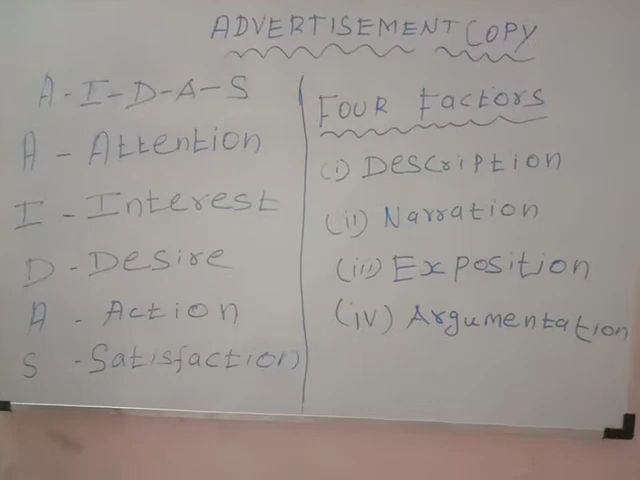 ADVERTISEMENT COPY
A-I-D-A-S
A - Attention
I - Interest
D - Desire
A - Action
S - Satisfaction
Four Factors
(i) Description
(ii) Narration
(iii) Exposition
(iv) Argumentation